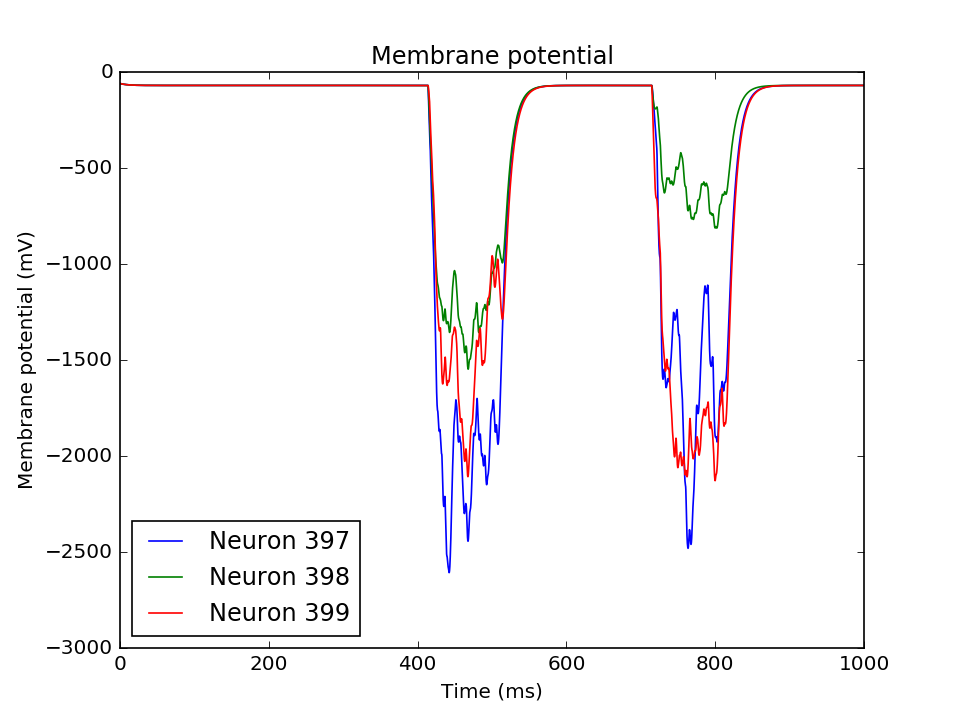 Membrane potential
Membrane potential (mV)
0
−500
−1000
−1500
−2000
−2500
−3000
Neuron 397
Neuron 398
Neuron 399
0 200 400 600 800 1000
Time (ms)